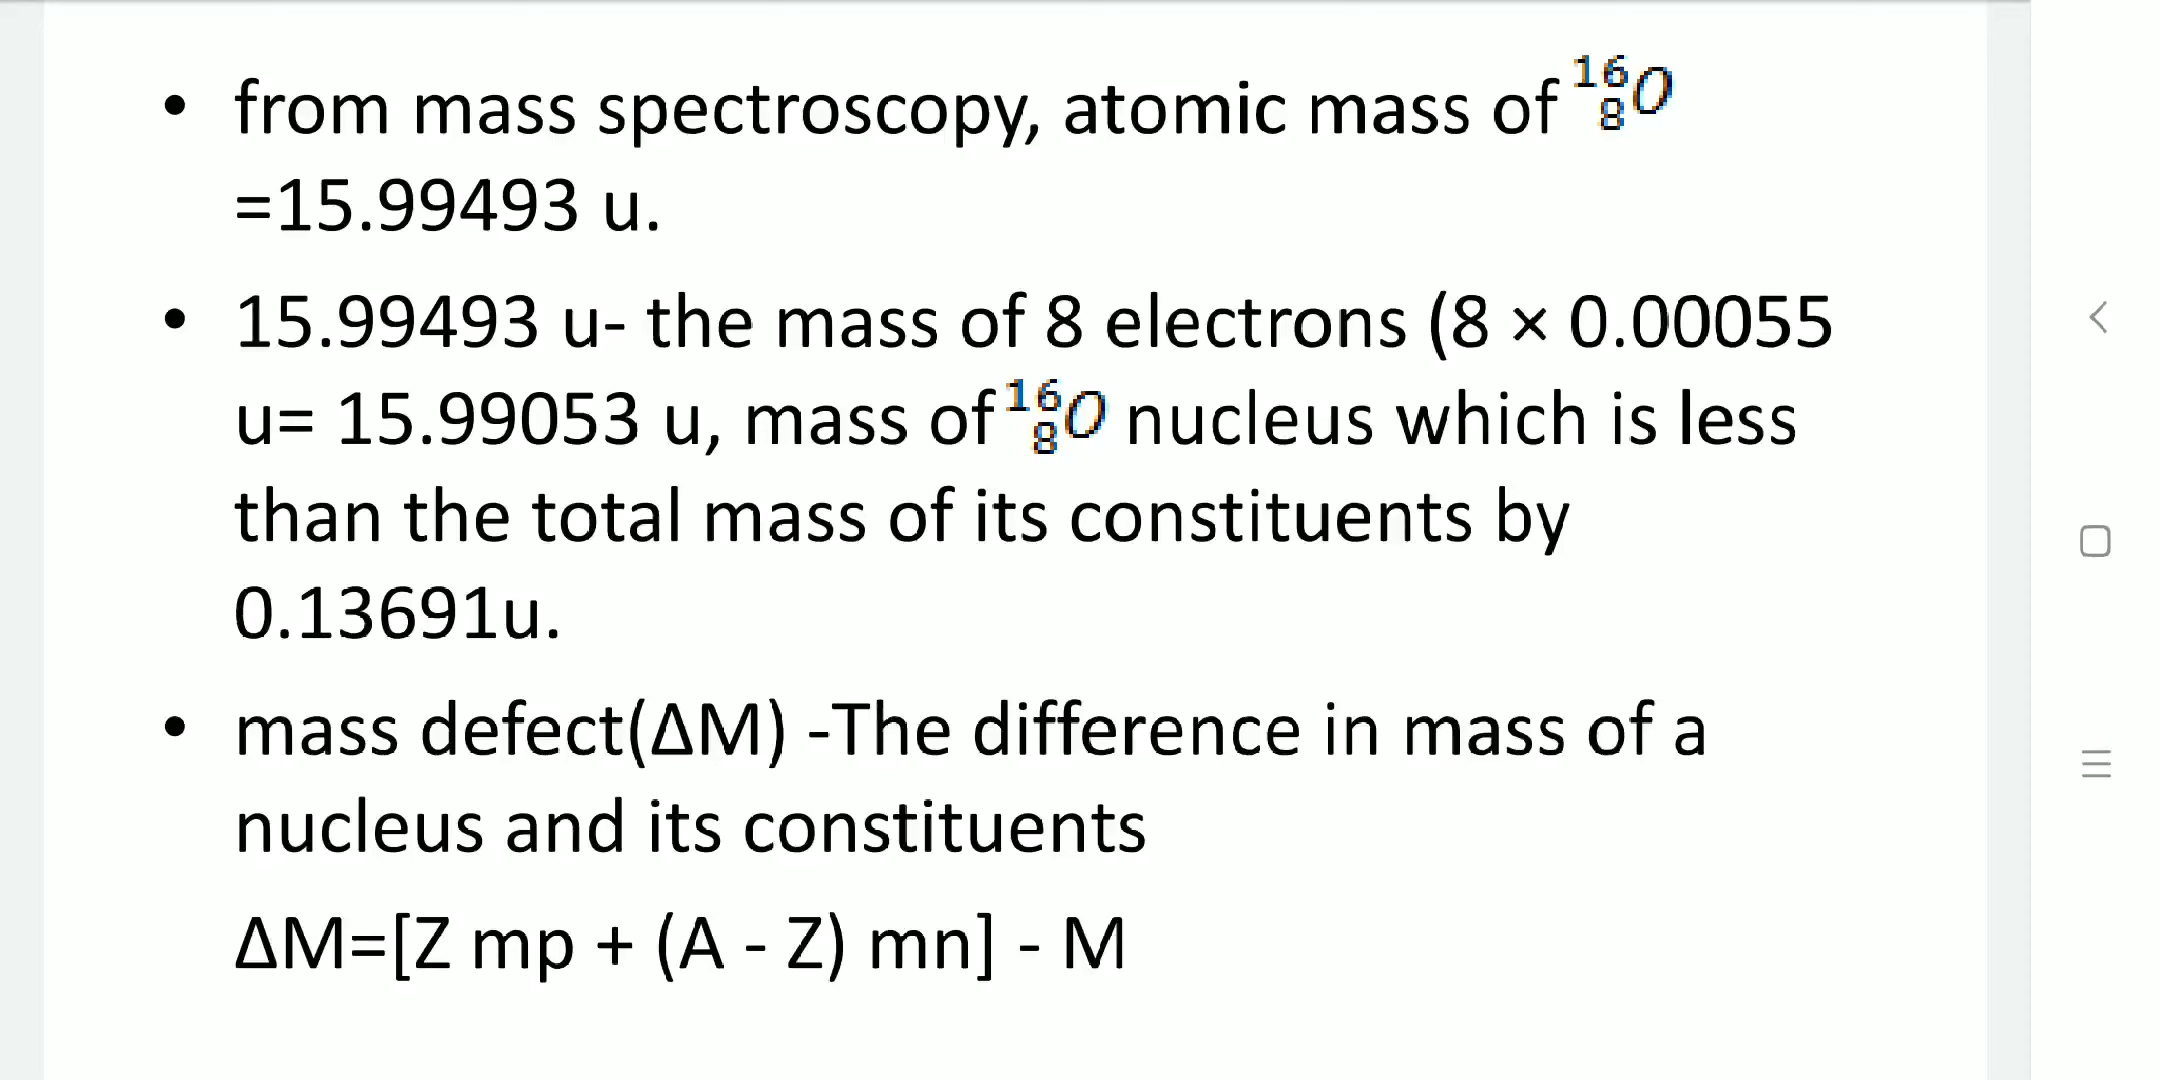 • from mass spectroscopy, atomic mass of ¹⁶₈O
=15.99493 u.
• 15.99493 u- the mass of 8 electrons (8 × 0.00055
u= 15.99053 u, mass of ¹⁶₈O nucleus which is less
than the total mass of its constituents by
0.13691u.
• mass defect(ΔM) -The difference in mass of a
nucleus and its constituents
ΔM=[Z mp + (A - Z) mn] - M